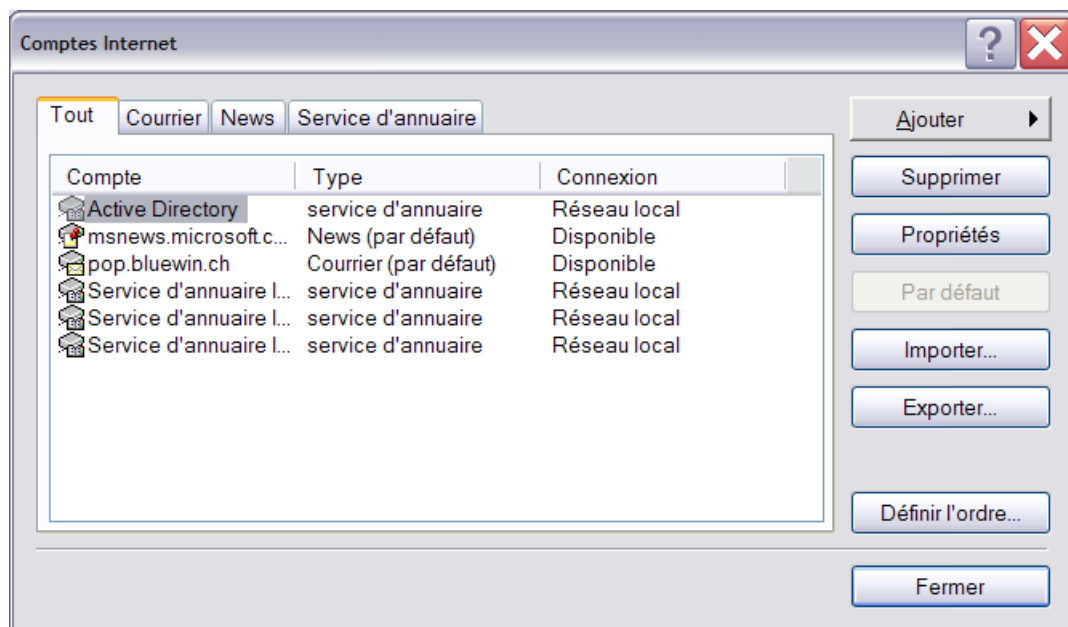 Comptes Internet
Tout Courrier News Service d'annuaire
Compte Type Connexion
Active Directory service d'annuaire Réseau local
msnews.microsoft.c... News (par défaut) Disponible
pop.bluewin.ch Courrier (par défaut) Disponible
Service d'annuaire l... service d'annuaire Réseau local
Service d'annuaire l... service d'annuaire Réseau local
Service d'annuaire l... service d'annuaire Réseau local
Ajouter
Supprimer
Propriétés
Par défaut
Importer...
Exporter...
Définir l'ordre...
Fermer